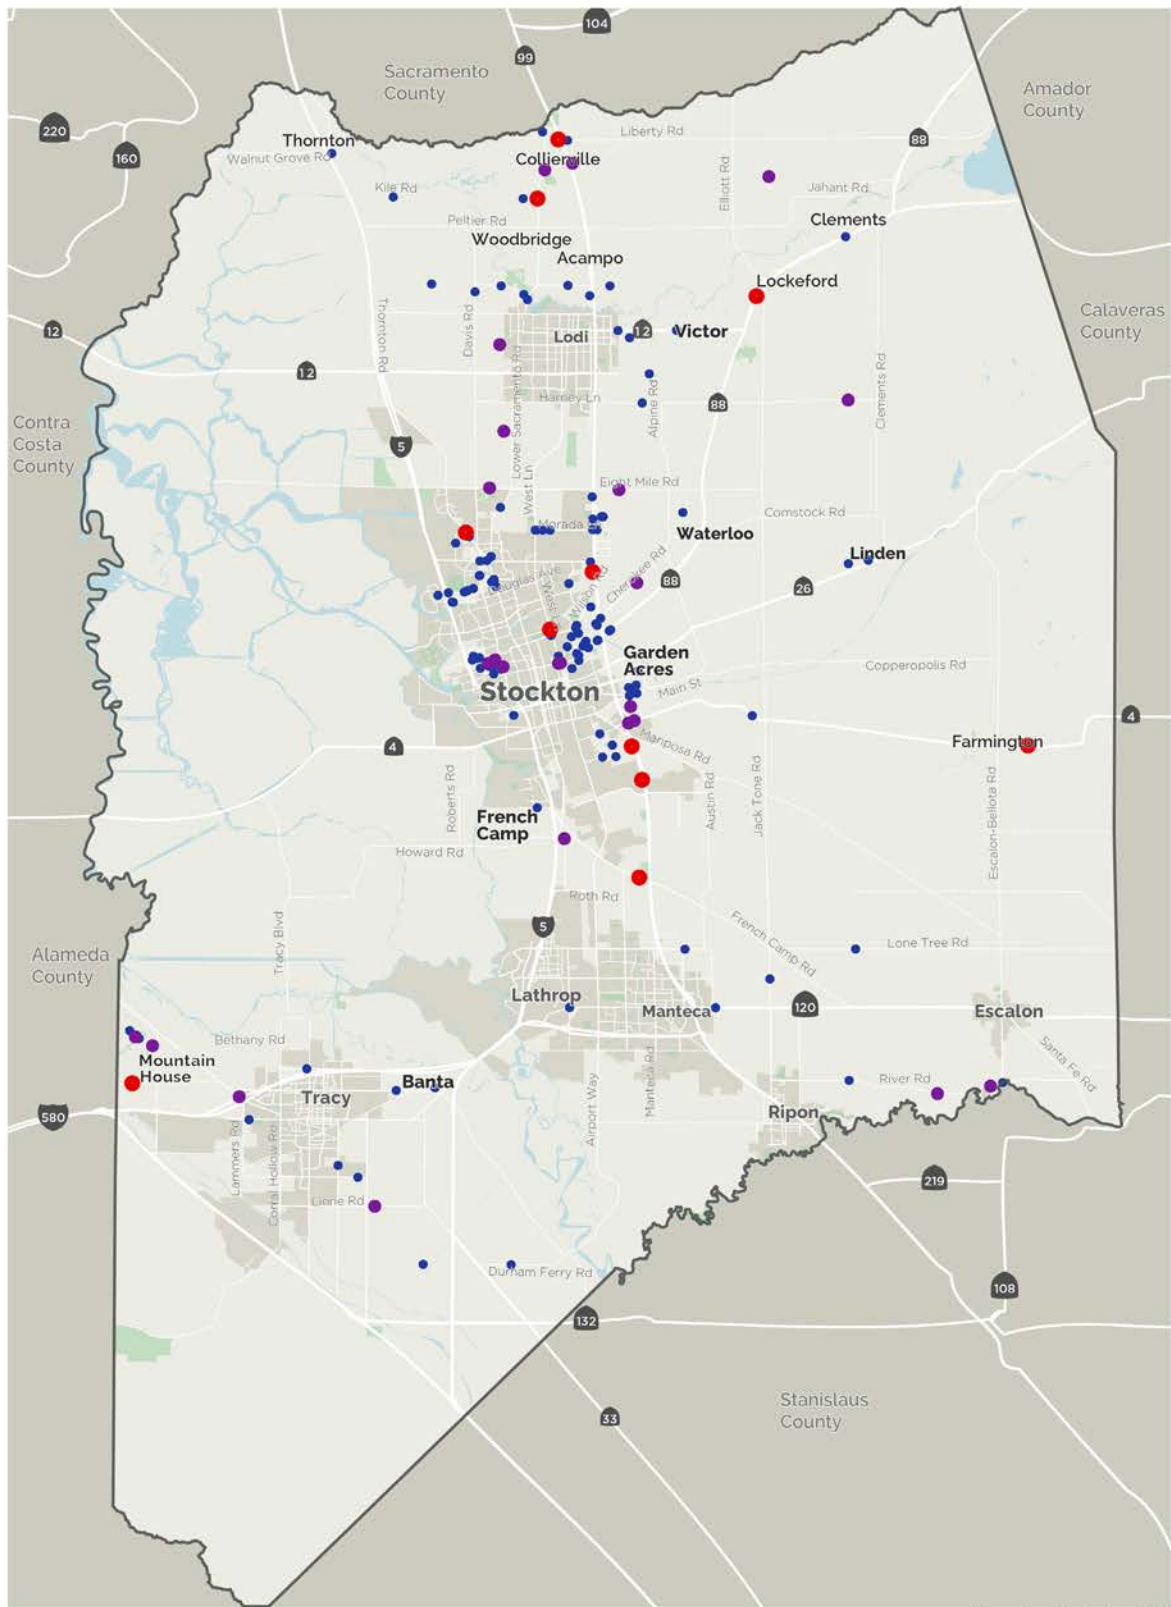 104
99
Sacramento
County
Amador
County
220
160
Thornton
Walnut Grove Rd
Liberty Rd
88
Collierville
Kile Rd
Elliott Rd
Jahant Rd
Peltier Rd
Clements
Woodbridge
Acampo
Lockeford
Calaveras
County
12
Thornton Rd
Davis Rd
Lodi
12
Victor
12
Lower Sacramento Rd
Clements Rd
Harney Ln
Alpine Rd
88
Contra
Costa
County
5
West Ln
Eight Mile Rd
Comstock Rd
Morada
Waterloo
Linden
Douglas Ave
Wilson Rd
Cherokee Rd
88
26
West
Garden
Acres
Copperopolis Rd
Stockton
Main St
4
4
Mariposa Rd
Farmington
Roberts Rd
Austin Rd
Jack Tone Rd
Escalon-Bellota Rd
French
Camp
Howard Rd
Roth Rd
5
French Camp Rd
Lone Tree Rd
Tracy Blvd
Alameda
County
Lathrop
Manteca
120
Escalon
Bethany Rd
Mountain
House
Santa Fe Rd
Banta
Manteca Rd
River Rd
Tracy
Airport Way
Ripon
580
Lammers Rd
Corral Hollow Rd
219
Linne Rd
Durham Ferry Rd
108
132
Stanislaus
County
33